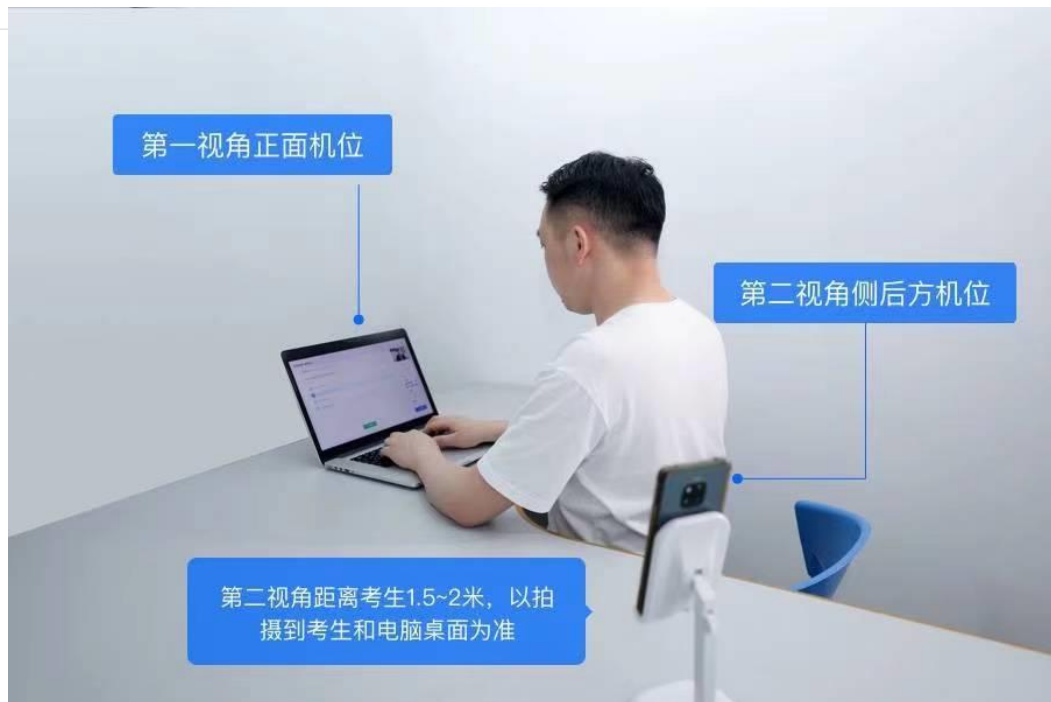 第一视角正面机位
第二视角侧后方机位
第二视角距离考生1.5~2米，以拍
摄到考生和电脑桌面为准